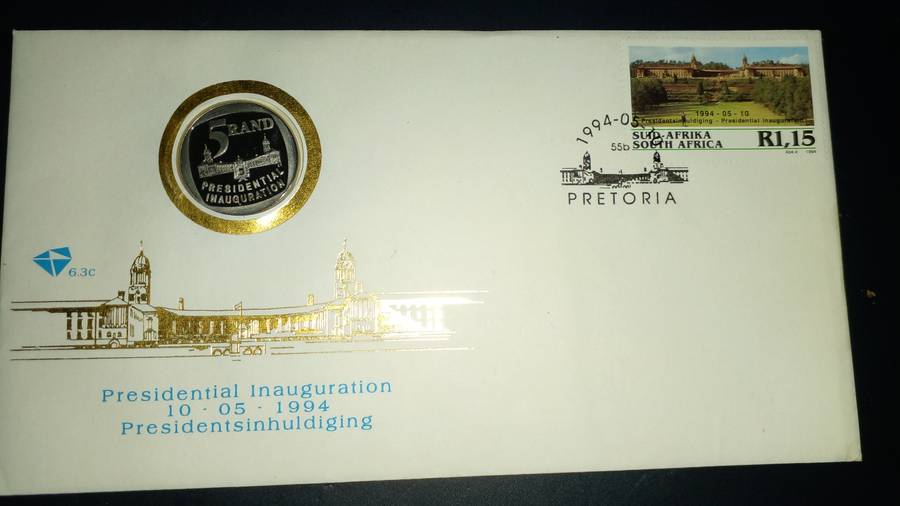 5 RAND
PRESIDENTIAL
INAUGURATION
1994-05-10
Presidentsinhuldiging - Presidential Inauguration
SUID-AFRIKA
SOUTH AFRICA R1,15
1994
1994-05
55b
PRETORIA
6.3c
Presidential Inauguration
10 - 05 - 1994
Presidentsinhuldiging